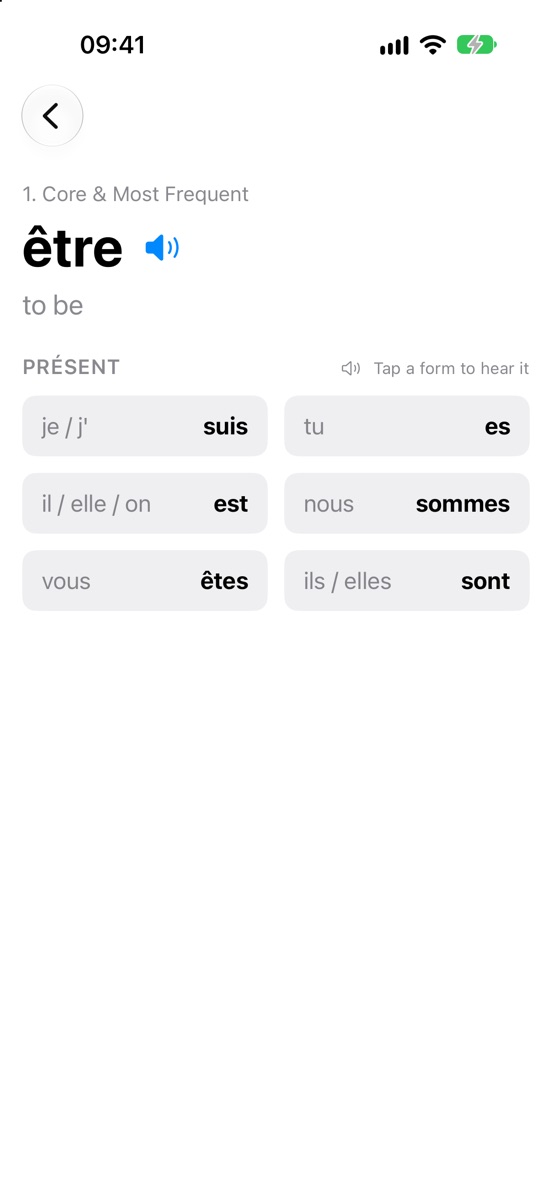 09:41
1. Core & Most Frequent
être
to be
PRÉSENT Tap a form to hear it
je / j' suis
tu es
il / elle / on est
nous sommes
vous êtes
ils / elles sont